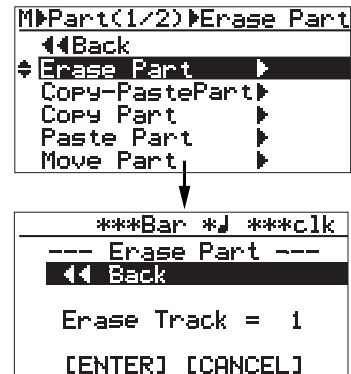 M▶Part(1/2)▶Erase Part
◀◀Back
Erase Part ▶
Copy-PastePart▶
Copy Part ▶
Paste Part ▶
Move Part ▶
***Bar *♩ ***clk
--- Erase Part ---
◀◀ Back
Erase Track = 1
[ENTER] [CANCEL]